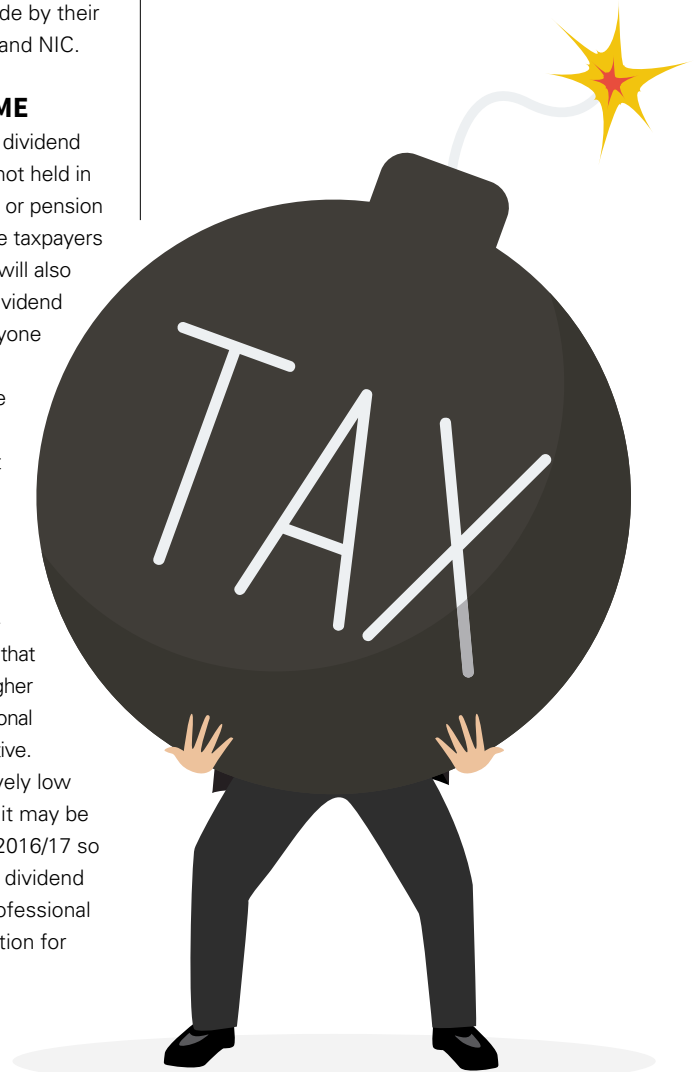 de by their
and NIC.
ME
dividend
not held in
or pension
e taxpayers
will also
vidend
yone
e
t
that
gher
onal
tive.
vely low
it may be
2016/17 so
dividend
ofessional
tion for
TAX